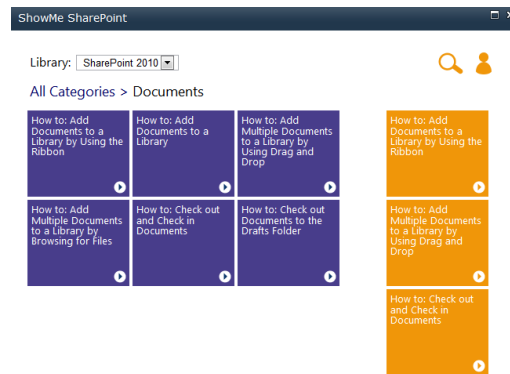 ShowMe SharePoint
Library: SharePoint 2010
All Categories > Documents
How to: Add
Documents to a
Library by Using the
Ribbon
How to: Add
Documents to a
Library
How to: Add
Multiple Documents
to a Library by
Using Drag and
Drop
How to: Add
Documents to a
Library by Using the
Ribbon
How to: Add
Multiple Documents
to a Library by
Browsing for Files
How to: Check out
and Check in
Documents
How to: Check out
Documents to the
Drafts Folder
How to: Add
Multiple Documents
to a Library by
Using Drag and
Drop
How to: Check out
and Check in
Documents